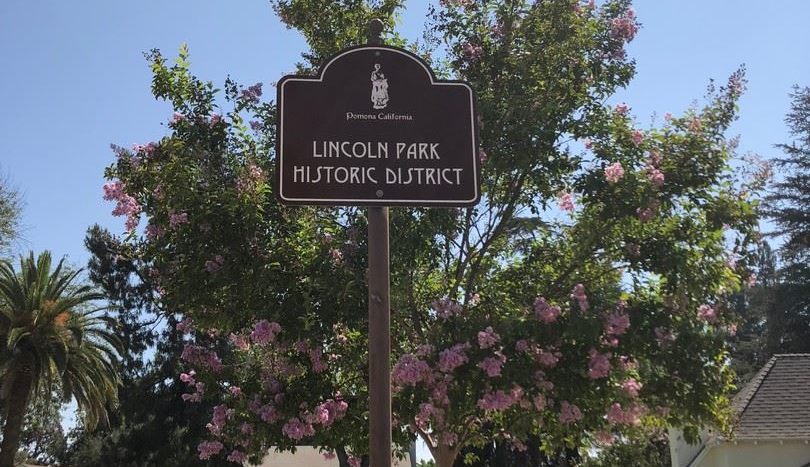 Pomona California
LINCOLN PARK
HISTORIC DISTRICT